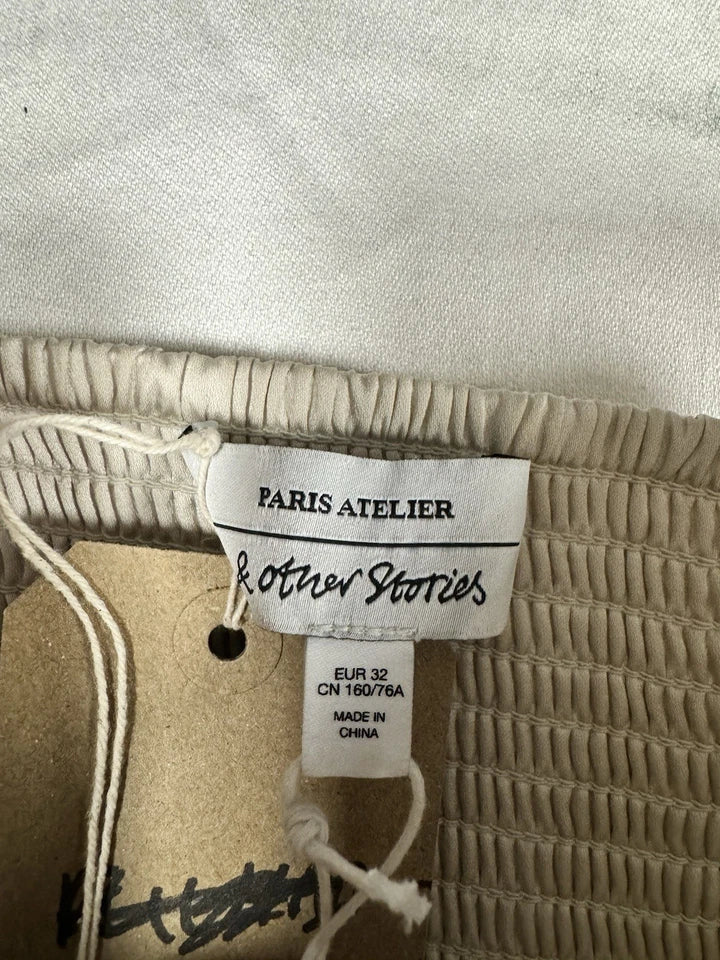 PARIS ATELIER
& other Stories
EUR 32
CN 160/76A
MADE IN
CHINA